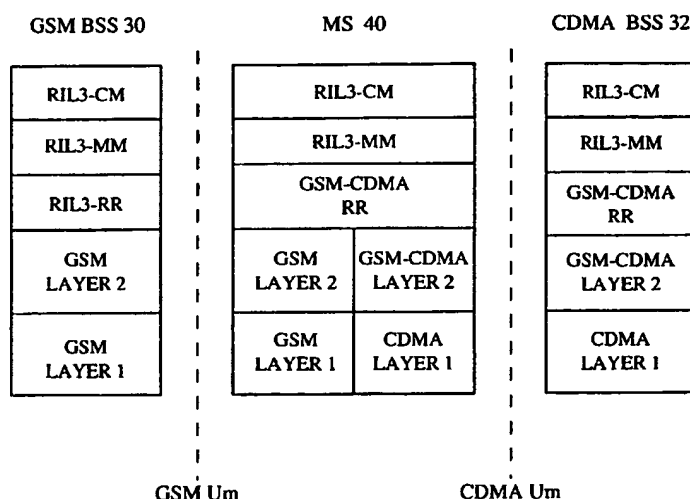 GSM BSS 30
MS 40
CDMA BSS 32
RIL3-CM
RIL3-MM
RIL3-RR
GSM
LAYER 2
GSM
LAYER 1
RIL3-CM
RIL3-MM
GSM-CDMA
RR
GSM
LAYER 2
GSM-CDMA
LAYER 2
GSM
LAYER 1
CDMA
LAYER 1
RIL3-CM
RIL3-MM
GSM-CDMA
RR
GSM-CDMA
LAYER 2
CDMA
LAYER 1
GSM Um
CDMA Um